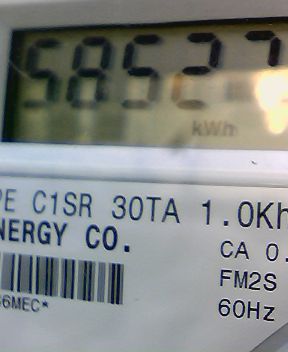 58527
kWh
PE C1SR 30TA 1.0Kh
NERGY CO.
CA 0.
FM2S
6MEC*
60Hz